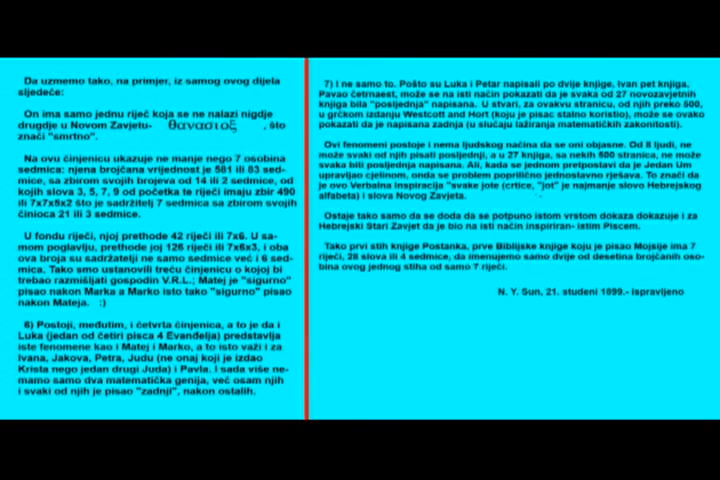 Da uzmemo tako, na primjer, iz samog ovog dijela
sljedeće:
On ima samo jednu riječ koja se ne nalazi nigdje
drugdje u Novom Zavjetu- θαναστοξ , što
znači "smrtno".
Na ovu činjenicu ukazuje ne manje nego 7 osobina
sedmica: njena brojčana vrijednost je 581 ili 83 sed-
mice, sa zbirom svojih brojeva od 14 ili 2 sedmice, od
kojih slova 3, 5, 7, 9 od početka te riječi imaju zbir 490
ili 7x7x5x2 što je sadržitelj 7 sedmica sa zbirom svojih
činioca 21 ili 3 sedmice.
U fondu riječi, njoj prethode 42 riječi ili 7x6. U sa-
mom poglavlju, prethode joj 126 riječi ili 7x6x3, i oba
ova broja su sadržatelji ne samo sedmice već i 6 sed-
mica. Tako smo ustanovili treću činjenicu o kojoj bi
trebao razmišljati gospodin V.R.L.; Matej je "sigurno"
pisao nakon Marka a Marko isto tako "sigurno" pisao
nakon Mateja. :)
6) Postoji, međutim, i četvrta činjenica, a to je da i
Luka (jedan od četiri pisca 4 Evanđelja) predstavlja
iste fenomene kao i Matej i Marko, a to isto važi i za
Ivana, Jakova, Petra, Judu (ne onaj koji je izdao
Krista nego jedan drugi Juda) i Pavla. I sada više ne-
mamo samo dva matematička genija, već osam njih
i svaki od njih je pisao "zadnji", nakon ostalih.
7) I ne samo to. Pošto su Luka i Petar napisali po dvije knjige, Ivan pet knjiga,
Pavao četrnaest, može se na isti način pokazati da je svaka od 27 novozavjetnih
knjiga bila "posljednja" napisana. U stvari, za ovakvu stranicu, od njih preko 500,
u grčkom izdanju Westcott and Hort (koju je pisac stalno koristio), može se ovako
pokazati da je napisana zadnja (u slučaju lažiranja matematičkih zakonitosti).
Ovi fenomeni postoje i nema ljudskog načina da se oni objasne. Od 8 ljudi, ne
može svaki od njih pisati posljednji, a u 27 knjiga, sa nekih 500 stranica, ne može
svaka biti posljednja napisana. Ali, kada se jednom pretpostavi da je Jedan Um
upravljao cjelinom, onda se problem poprilično jednostavno rješava. To znači da
je ovo Verbalna inspiracija "svake jote (crtice, "jot" je najmanje slovo Hebrejskog
alfabeta) i slova Novog Zavjeta.
Ostaje tako samo da se doda da se potpuno istom vrstom dokaza dokazuje i za
Hebrejski Stari Zavjet da je bio na isti način inspiriran- istim Piscem.
Tako prvi stih knjige Postanka, prve Biblijske knjige koju je pisao Mojsije ima 7
riječi, 28 slova ili 4 sedmice, da imenujemo samo dvije od desetina brojčanih oso-
bina ovog jednog stiha od samo 7 riječi.
N. Y. Sun, 21. studeni 1899.- ispravljeno